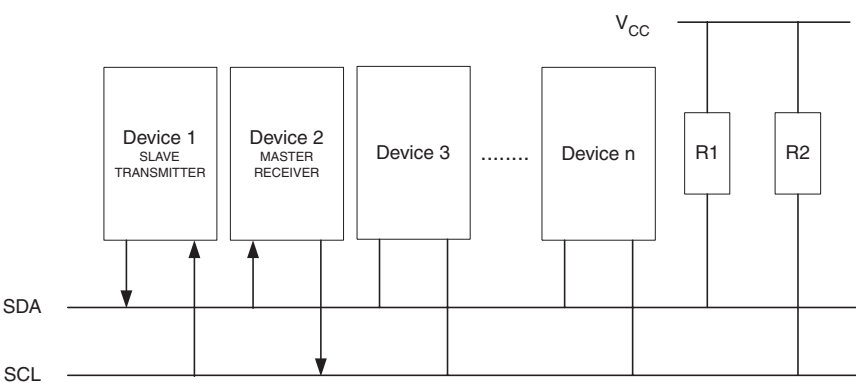 VCC
Device 1
SLAVE
TRANSMITTER
Device 2
MASTER
RECEIVER
Device 3
........
Device n
R1
R2
SDA
SCL